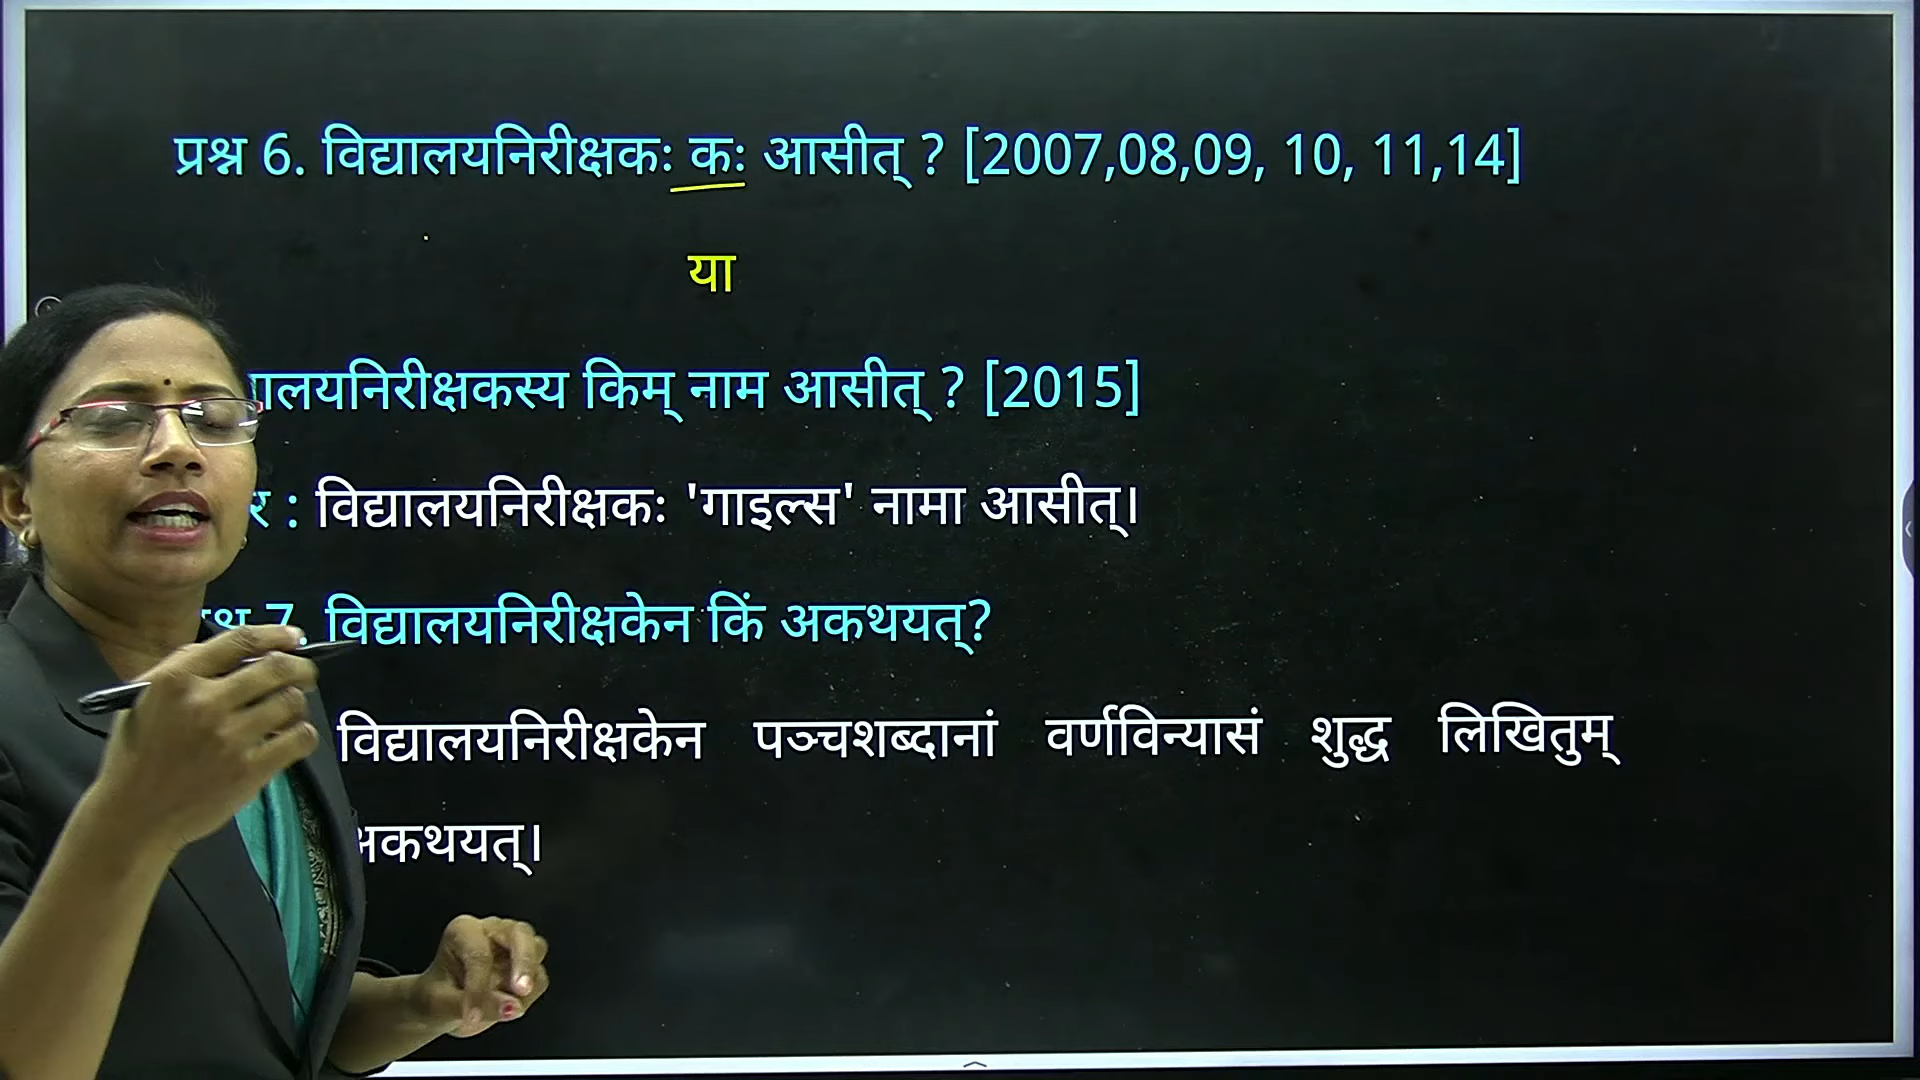 प्रश्न 6. विद्यालयनिरीक्षकः कः आसीत् ? [2007,08,09, 10, 11,14]
या
ालयनिरीक्षकस्य किम् नाम आसीत् ? [2015]
र : विद्यालयनिरीक्षकः 'गाइल्स' नामा आसीत्।
श्न 7. विद्यालयनिरीक्षकेन किं अकथयत्?
विद्यालयनिरीक्षकेन पञ्चशब्दानां वर्णविन्यासं शुद्ध लिखितुम्
अकथयत्।